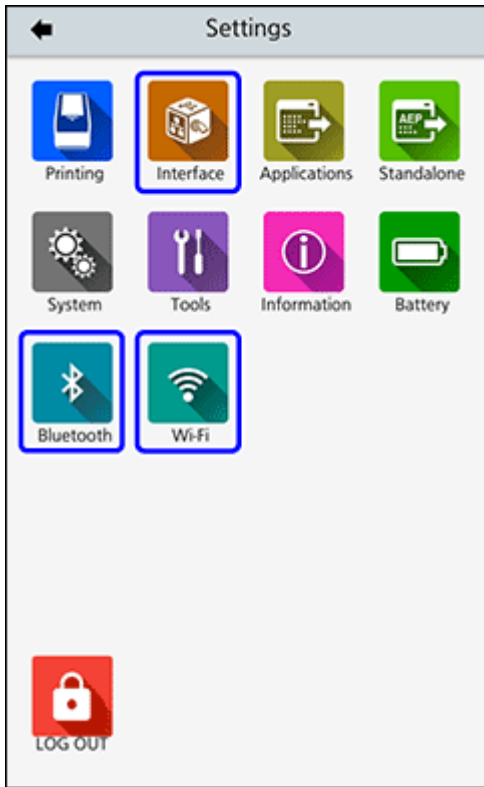 Settings
Printing Interface Applications Standalone
AEP
System Tools Information Battery
Bluetooth Wi-Fi
LOG OUT